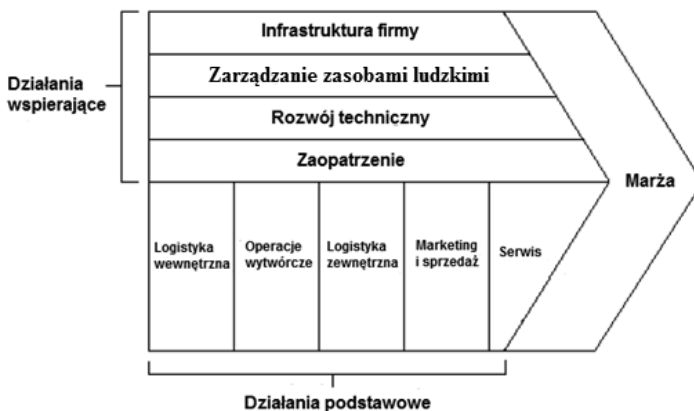 Infrastruktura firmy
Zarządzanie zasobami ludzkimi
Rozwój techniczny
Zaopatrzenie
Działania
wspierające
Marża
Logistyka
wewnętrzna
Operacje
wytwórcze
Logistyka
zewnętrzna
Marketing
i sprzedaż
Serwis
Działania podstawowe